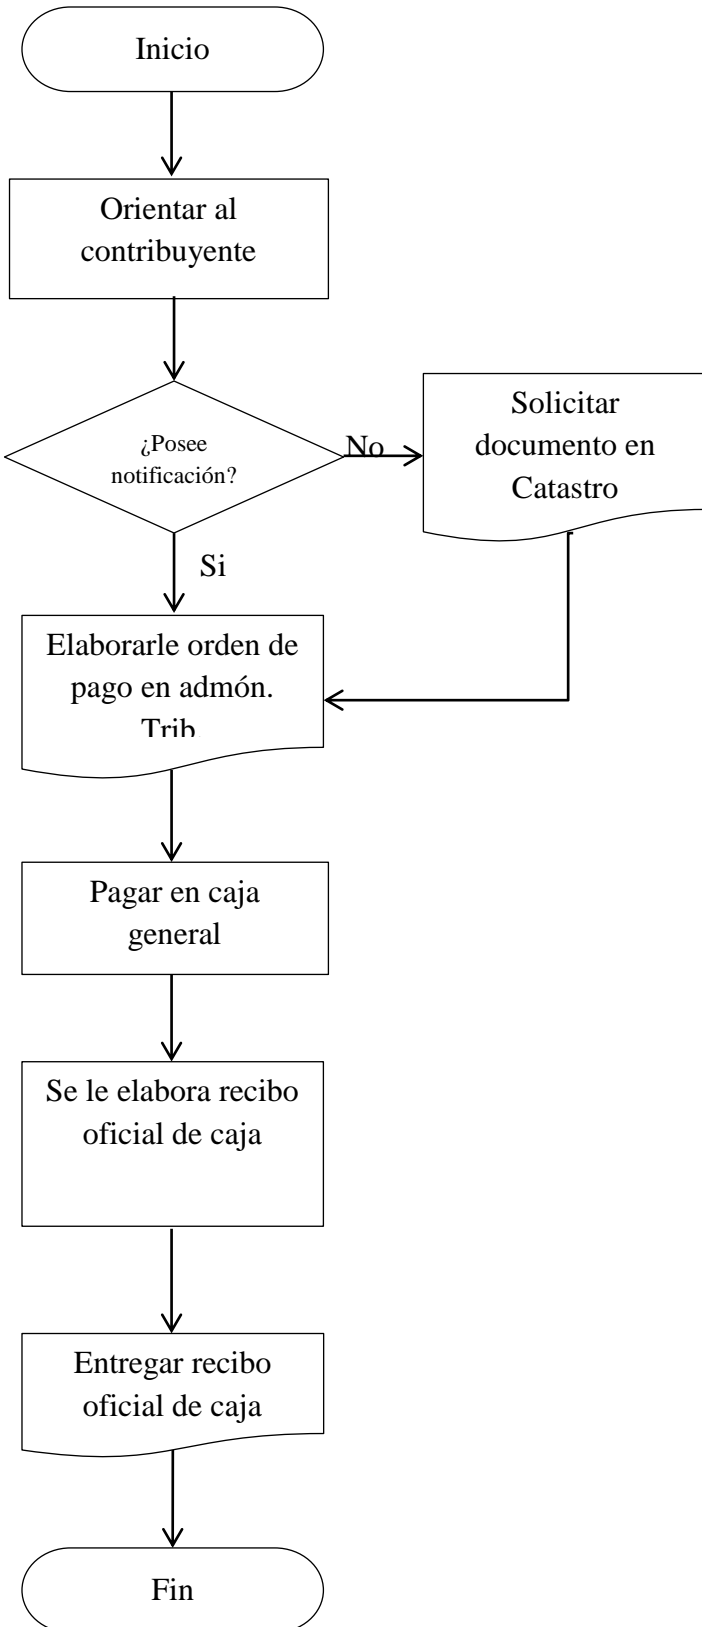 Inicio
Orientar al
contribuyente
¿Posee
notificación?
No
Solicitar
documento en
Catastro
Si
Elaborarle orden de
pago en admón.
Trib
Pagar en caja
general
Se le elabora recibo
oficial de caja
Entregar recibo
oficial de caja
Fin